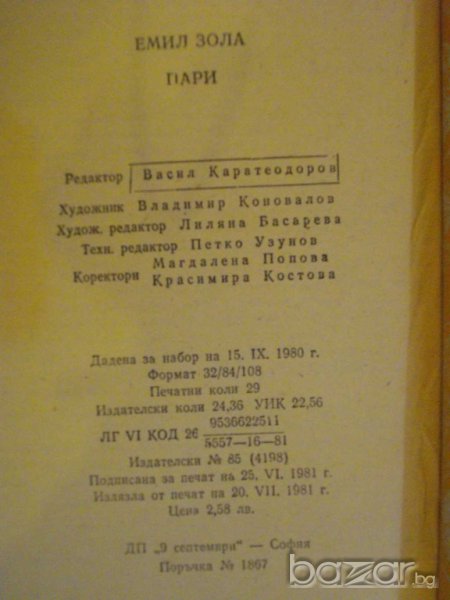 ЕМИЛ ЗОЛА
ПАРИ
Редактор Васил Каратеодоров
Художник Владимир Коновалов
Худож. редактор Лиляна Басарева
Техн. редактор Петко Узунов
Коректори Магдалена Попова
Красимира Костова
Дадена за набор на 15. IX. 1980 г.
Формат 32/84/108
Печатни коли 29
Издателски коли 24,36 УИК 22,56
ЛГ VI КОД 26 9536622511
5557—16—81
Издателски № 85 (4198)
Подписана за печат на 25. VI. 1981 г.
Излязла от печат на 20. VII. 1981 г.
Цена 2,58 лв.
ДП „9 септември" — София
Поръчка № 1867
bazar.bg